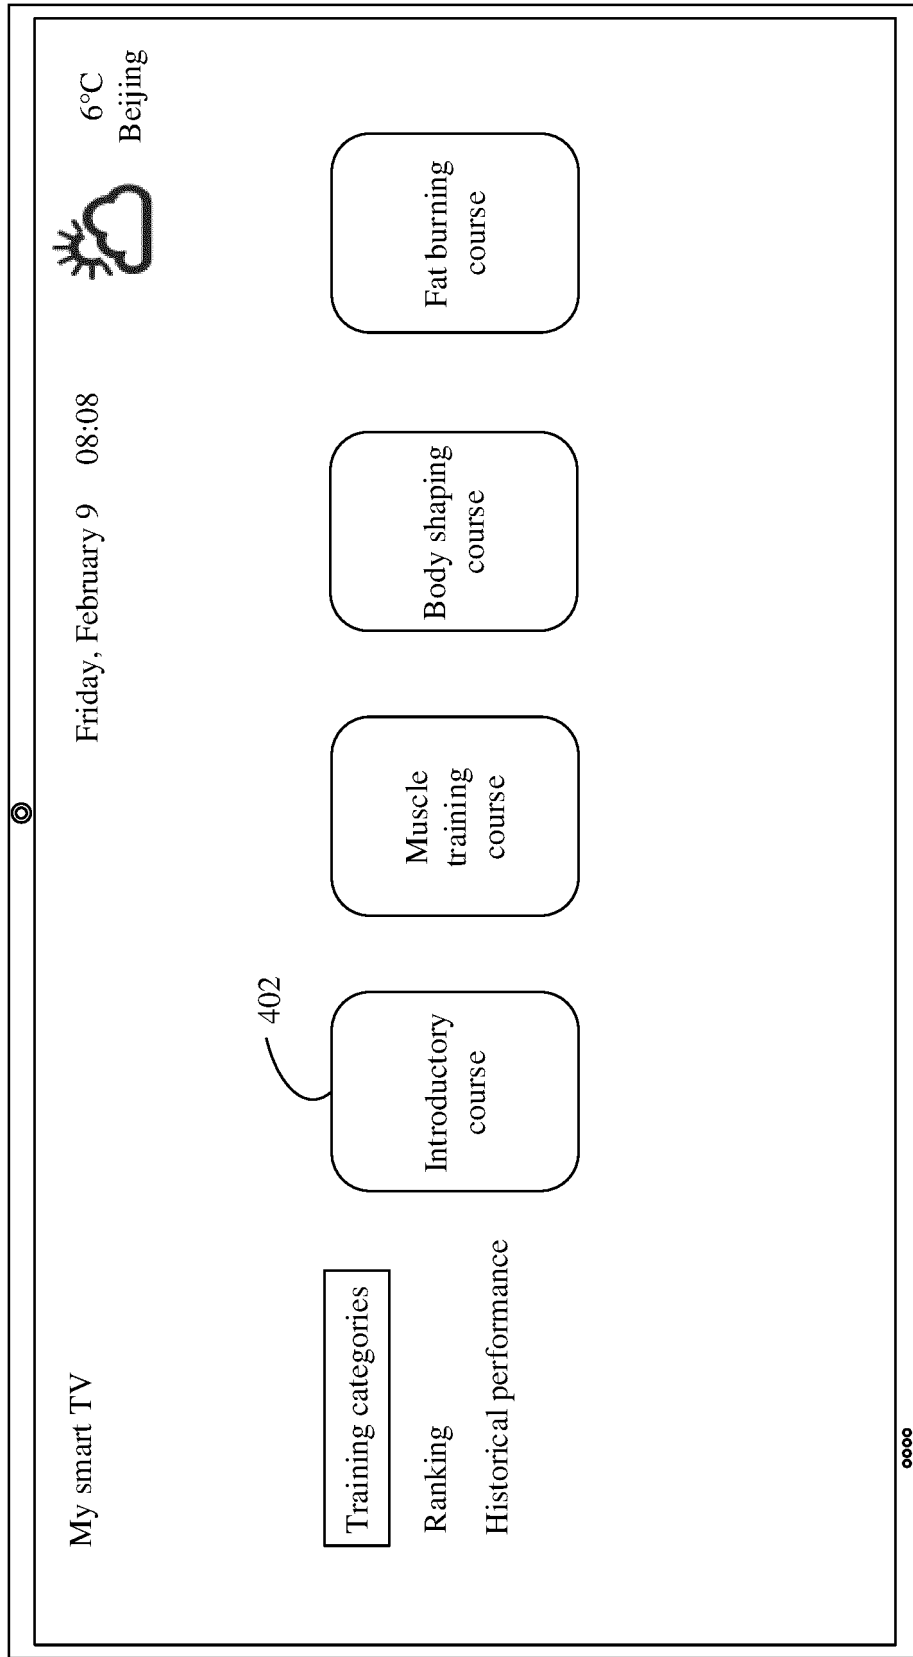 My smart TV
Friday, February 9 08:08
6°C
Beijing
Training categories
Ranking
Historical performance
402
Introductory
course
Muscle
training
course
Body shaping
course
Fat burning
course